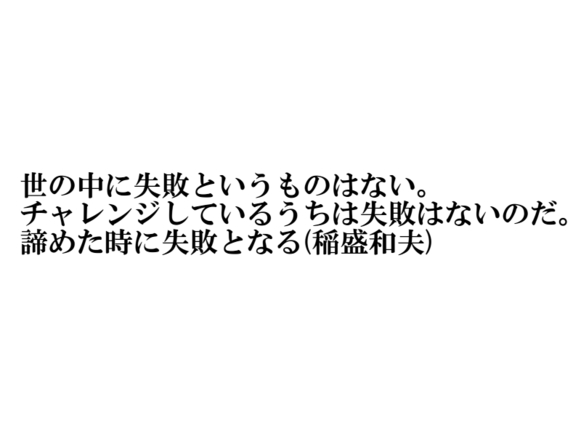 世の中に失敗というものはない。
チャレンジしているうちは失敗はないのだ。
諦めた時に失敗となる(稲盛和夫)